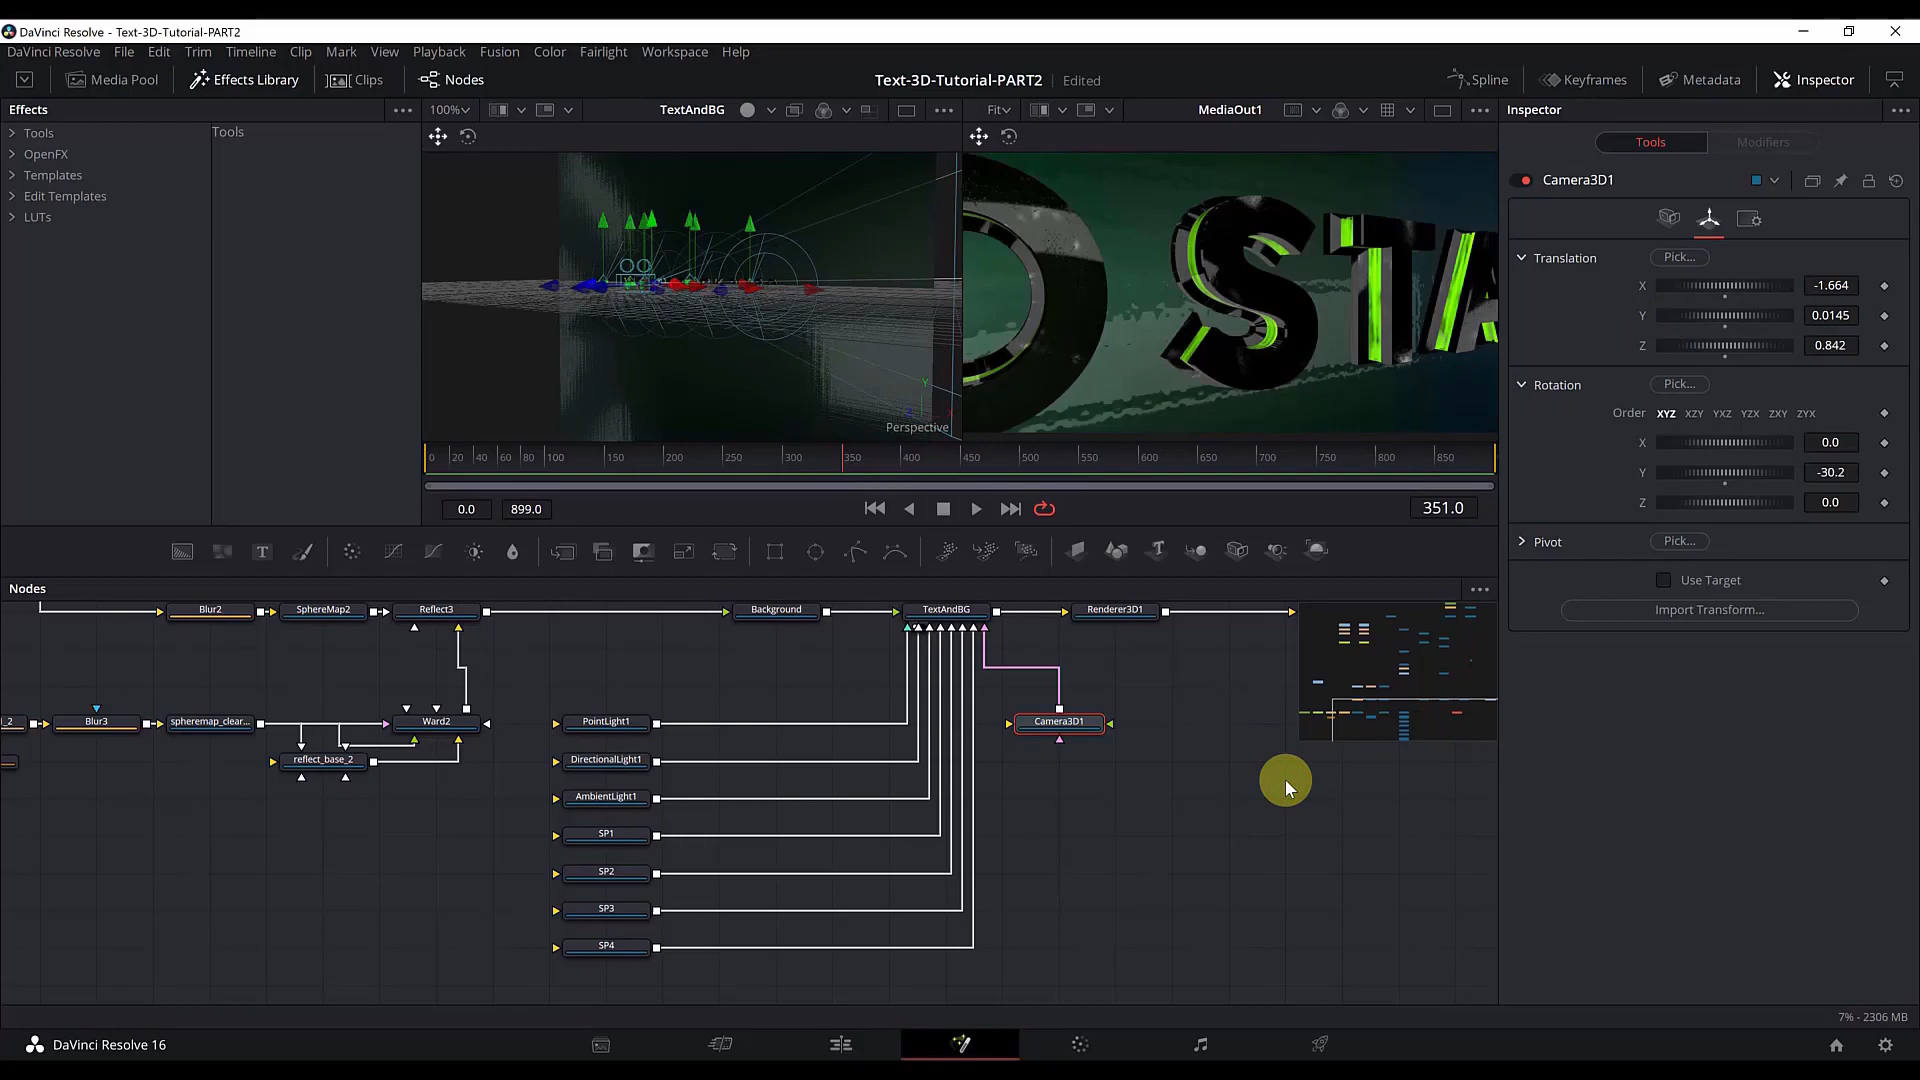 DaVinci Resolve - Text-3D-Tutorial-PART2
DaVinci Resolve File Edit Trim Timeline Clip Mark View Playback Fusion Color Fairlight Workspace Help
Media Pool Effects Library Clips Nodes Text-3D-Tutorial-PART2 Edited Spline Keyframes Metadata Inspector
Effects 100% TextAndBG Fit MediaOut1 Inspector
Tools
OpenFX
Templates
Edit Templates
LUTs
Tools
Y
Perspective
STA
0 20 40 60 80 100 150 200 250 300 350 400 450 500 550 600 650 700 750 800 850
0.0 899.0 351.0
Tools Modifiers
Camera3D1
Translation Pick...
X -1.664
Y 0.0145
Z 0.842
Rotation Pick...
Order XYZ XZY YXZ YZX ZXY ZYX
X 0.0
Y -30.2
Z 0.0
Pivot Pick...
Use Target
Import Transform...
Nodes
Blur2 SphereMap2 Reflect3 Background TextAndBG Renderer3D1
1_2 Blur3 spheremap_clear... Ward2 PointLight1 Camera3D1
reflect_base_2 DirectionalLight1
AmbientLight1
SP1
SP2
SP3
SP4
7% - 2306 MB
DaVinci Resolve 16